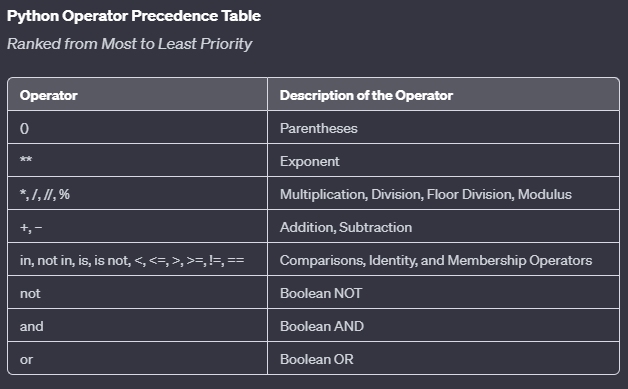 Python Operator Precedence Table
Ranked from Most to Least Priority
Operator Description of the Operator
() Parentheses
** Exponent
*, /, //, % Multiplication, Division, Floor Division, Modulus
+, – Addition, Subtraction
in, not in, is, is not, <, <=, >, >=, !=, == Comparisons, Identity, and Membership Operators
not Boolean NOT
and Boolean AND
or Boolean OR